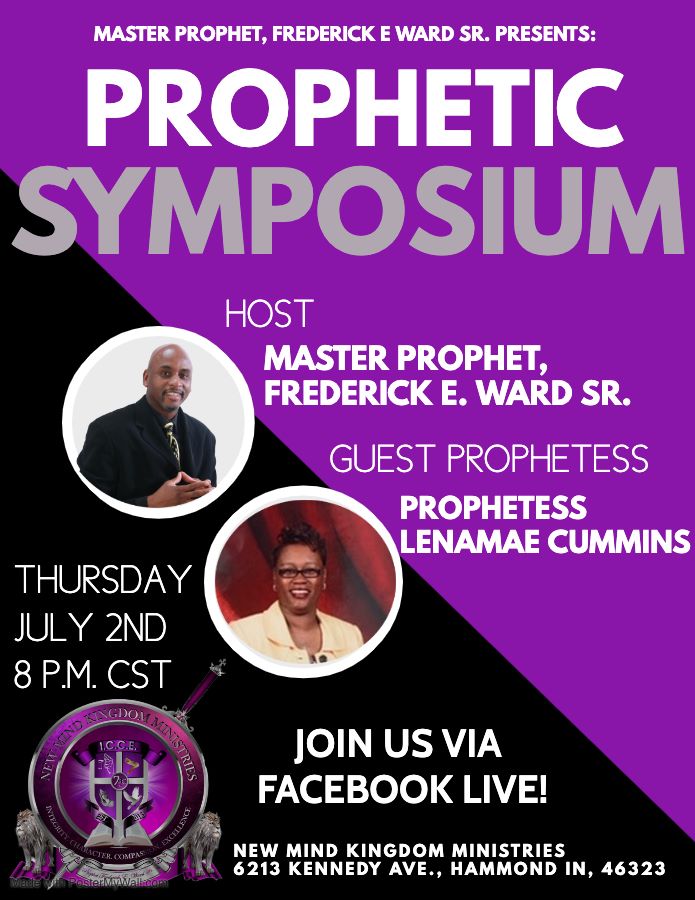 MASTER PROPHET, FREDERICK E WARD SR. PRESENTS:
PROPHETIC
SYMPOSIUM
HOST
MASTER PROPHET,
FREDERICK E. WARD SR.
GUEST PROPHETESS
PROPHETESS
LENAMAE CUMMINS
THURSDAY
JULY 2ND
8 P.M. CST
NEW MIND KINGDOM MINISTRIES
I.C.C.E.
INTEGRITY, CHARACTER, COMPASSION, EXCELLENCE
JOIN US VIA
FACEBOOK LIVE!
NEW MIND KINGDOM MINISTRIES
6213 KENNEDY AVE., HAMMOND IN, 46323
Made with PosterMyWall.com